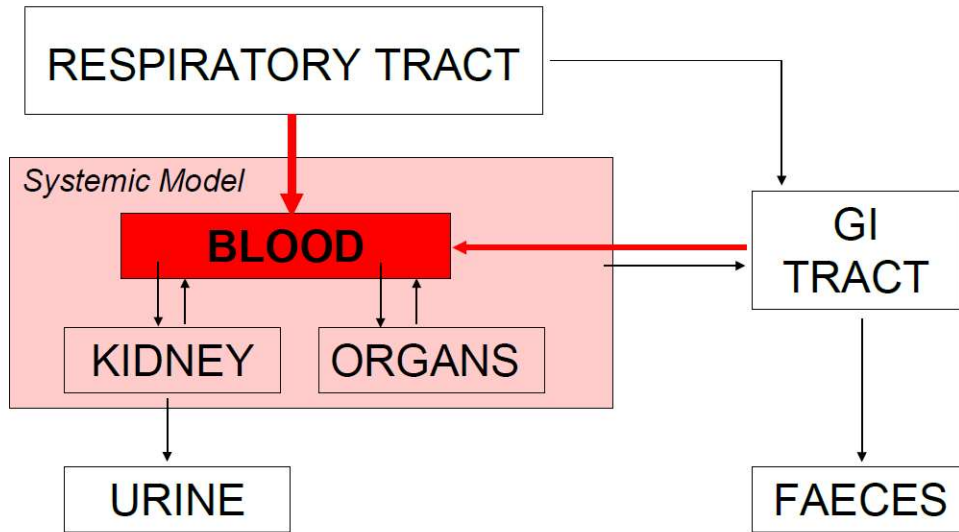 RESPIRATORY TRACT
Systemic Model
BLOOD
GI
TRACT
KIDNEY
ORGANS
URINE
FAECES